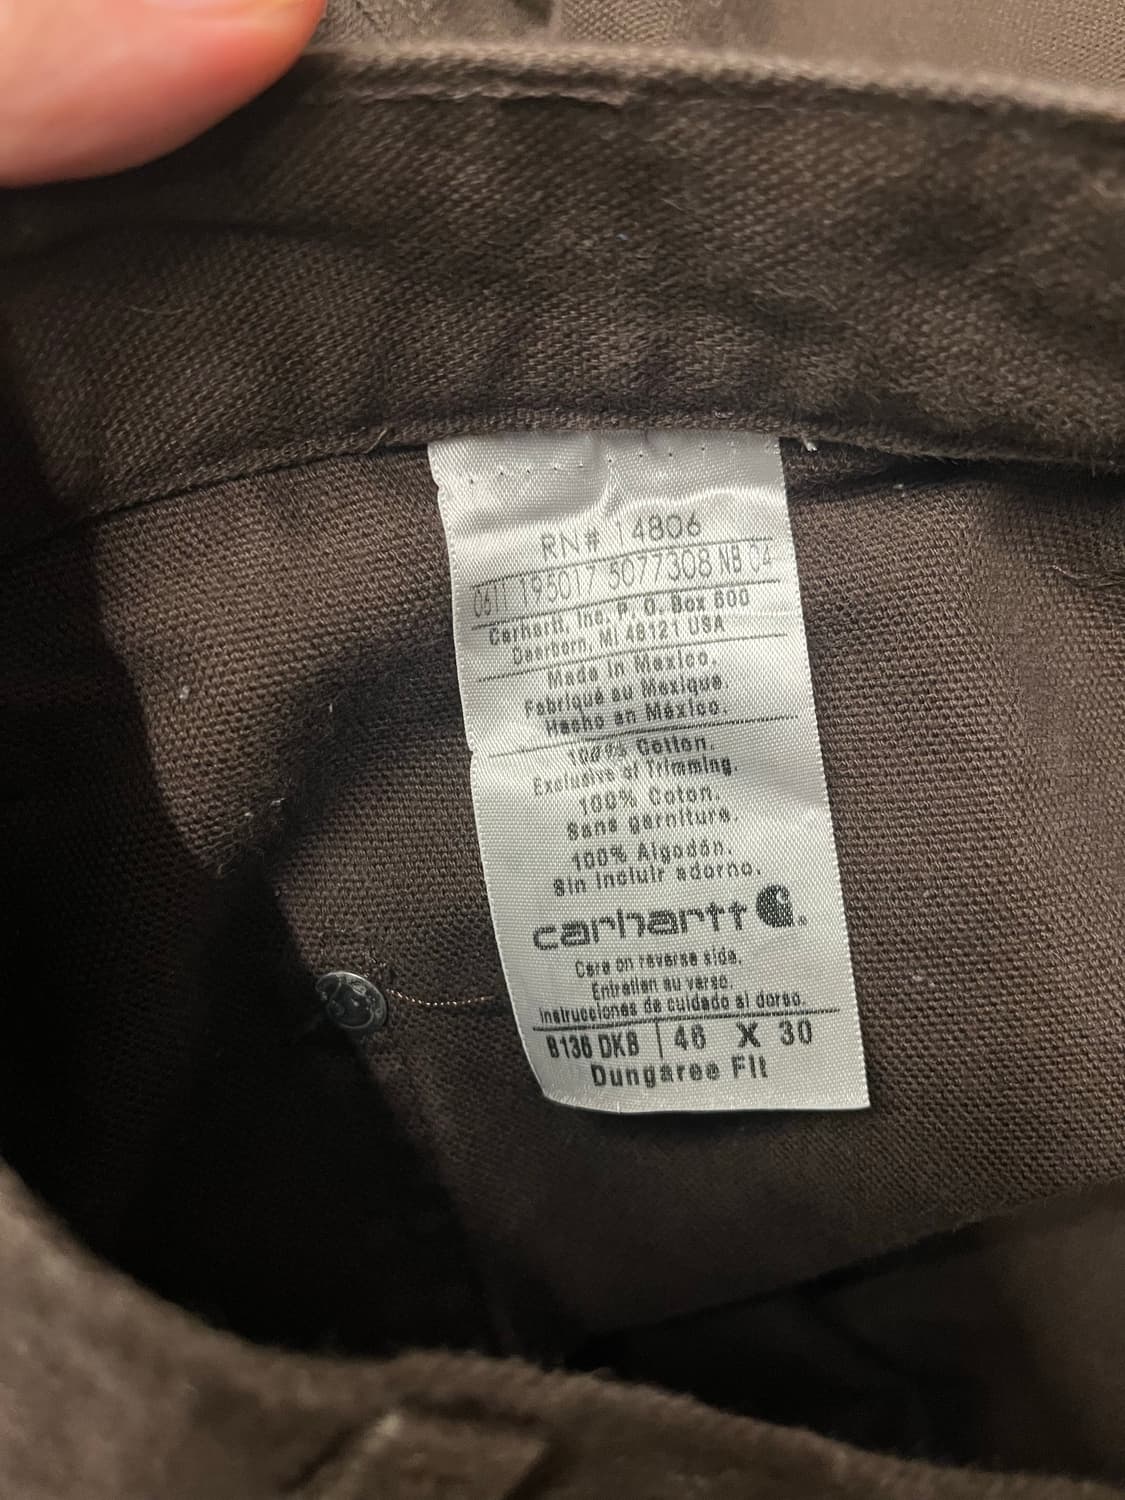 RN# 14806
0611 195017 5077308 NB 04
Carhartt, Inc. P. O. Box 600
Dearborn, MI 48121 USA
Made in Mexico.
Fabriqué au Mexique.
Hecho en México.
100% Cotton.
Exclusive of Trimming.
100% Coton.
Sans garniture.
100% Algodón.
Sin incluir adorno.
carhartt
Care on reverse side.
Entretien au verso.
Instrucciones de cuidado al dorso.
B136 DKB | 46 X 30
Dungaree Fit